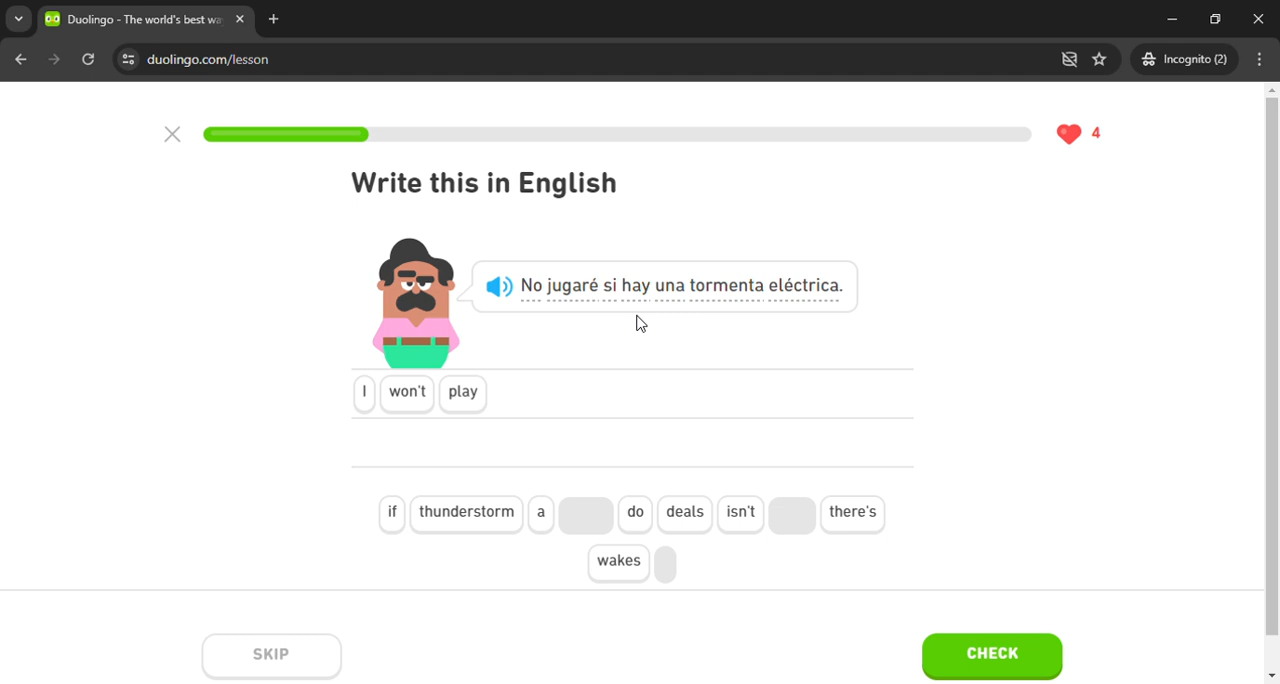 Duolingo - The world's best wa
duolingo.com/lesson
Incognito (2)
4
Write this in English
No jugaré si hay una tormenta eléctrica.
I won't play
if thunderstorm a do deals isn't there's
wakes
SKIP CHECK